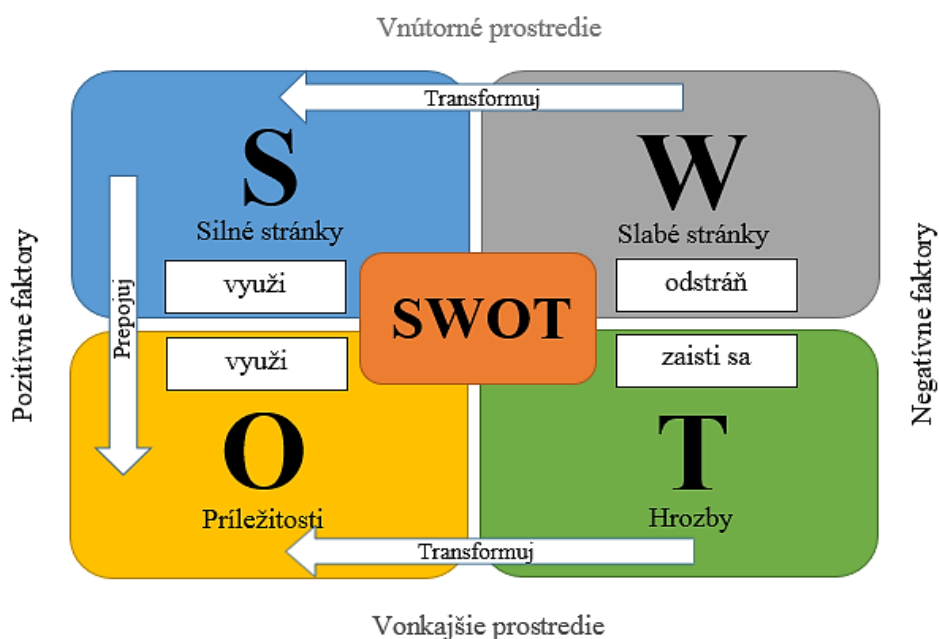 Vnútorné prostredie
Transformuj
S
Silné stránky
využi
W
Slabé stránky
odstráň
Pozitívne faktory
Prepojuj
SWOT
Negatívne faktory
využi
O
Príležitosti
zaisti sa
T
Hrozby
Transformuj
Vonkajšie prostredie